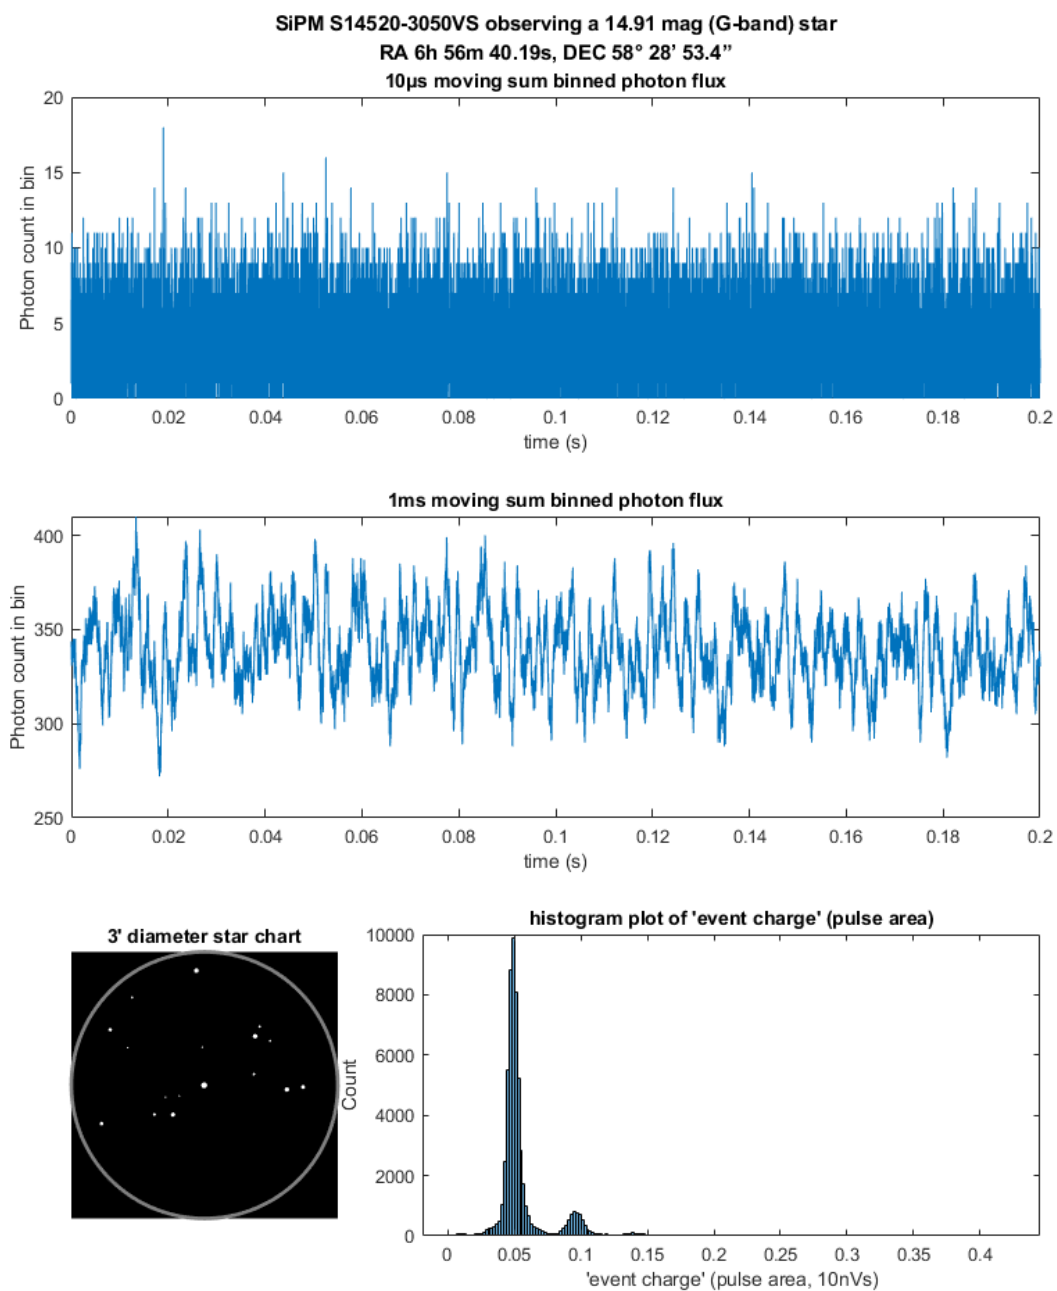 SiPM S14520-3050VS observing a 14.91 mag (G-band) star
RA 6h 56m 40.19s, DEC 58° 28’ 53.4”
10µs moving sum binned photon flux
20
15
10
5
0
Photon count in bin
0 0.02 0.04 0.06 0.08 0.1 0.12 0.14 0.16 0.18 0.2
time (s)
1ms moving sum binned photon flux
400
350
300
250
Photon count in bin
0 0.02 0.04 0.06 0.08 0.1 0.12 0.14 0.16 0.18 0.2
time (s)
3' diameter star chart
histogram plot of 'event charge' (pulse area)
10000
8000
6000
4000
2000
0
Count
0 0.05 0.1 0.15 0.2 0.25 0.3 0.35 0.4
'event charge' (pulse area, 10nVs)